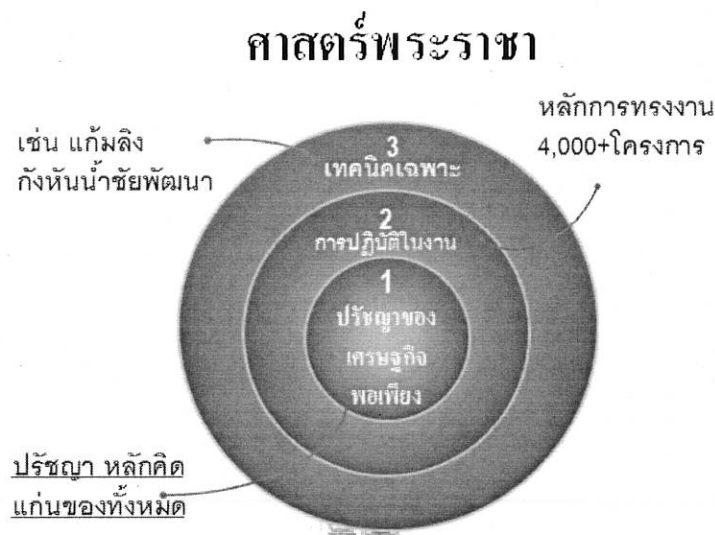 ศาสตร์พระราชา
หลักการทรงงาน
4,000+โครงการ
เช่น แก้มลิง
กังหันน้ำชัยพัฒนา
3
เทคนิคเฉพาะ
2
การปฏิบัติในงาน
1
ปรัชญาของ
เศรษฐกิจ
พอเพียง
ปรัชญา หลักคิด
แก่นของทั้งหมด